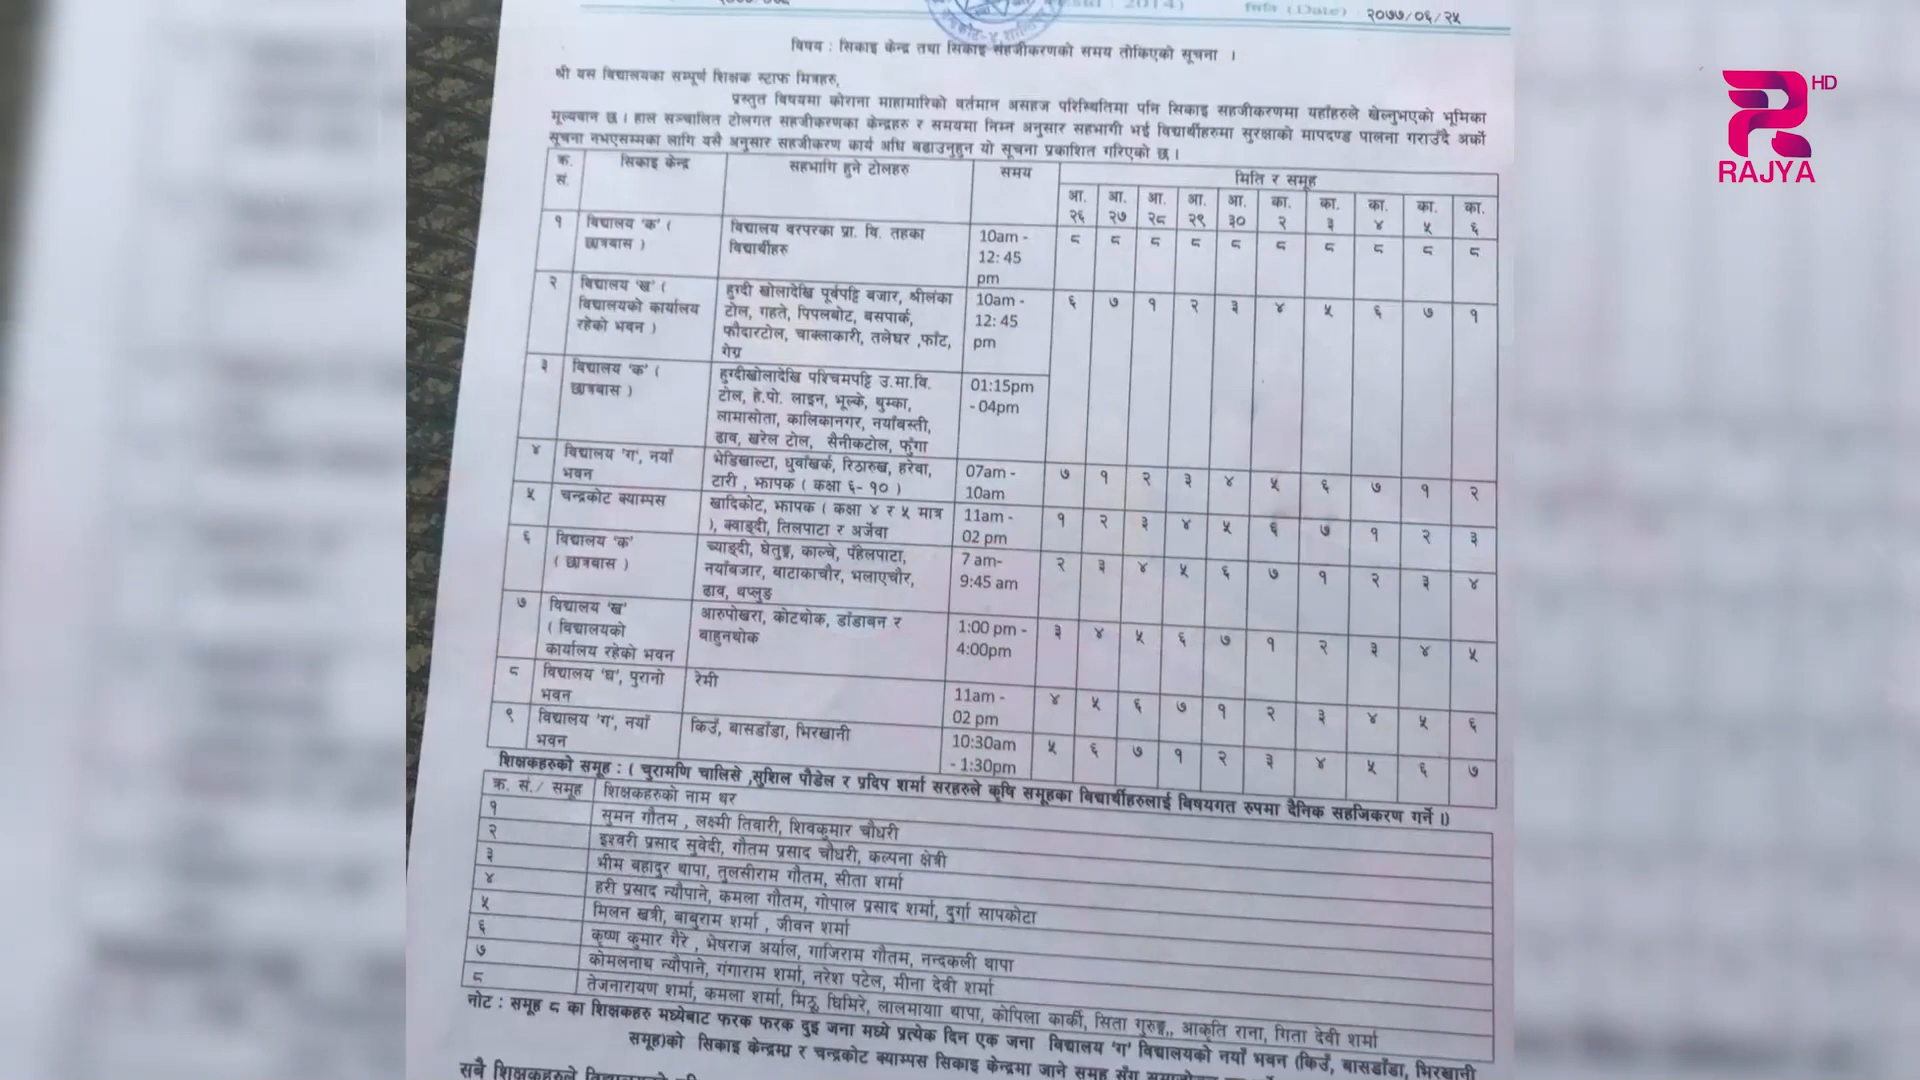 मिति (Date) : २०७७/०६/२५
विषय : सिकाइ केन्द्र तथा सिकाइ सहजीकरणको समय तोकिएको सूचना ।
श्री यस विद्यालयका सम्पूर्ण शिक्षक स्टाफ मित्रहरु,
प्रस्तुत विषयमा कोराना माहामारिको वर्तमान असहज परिस्थितिमा पनि सिकाइ सहजीकरणमा यहाँहरुले खेल्नुभएको भूमिका
मूल्यवान छ । हाल सञ्चालित टोलगत सहजीकरणका केन्द्रहरु र समयमा निम्न अनुसार सहभागी भई विद्यार्थीहरुमा सुरक्षाको मापदण्ड पालना गराउँदै अर्को
सूचना नभएसम्मका लागि यसै अनुसार सहजीकरण कार्य अघि बढाउनुहुन यो सूचना प्रकाशित गरिएको छ ।
क्र. सं. सिकाइ केन्द्र सहभागि हुने टोलहरु समय मिति र समूह
आ. २६ आ. २७ आ. २८ आ. २९ आ. ३० का. २ का. ३ का. ४ का. ५ का. ६
१ विद्यालय 'क' ( विद्यालय वरपरका प्रा. वि. तहका 10am - ८ ८ ८ ८ ८ ८ ८ ८ ८ ८
छात्रबास ) विद्यार्थीहरु 12: 45
pm
२ विद्यालय 'ख' ( हुग्दी खोलादेखि पूर्वपट्टि बजार, श्रीलंका 10am - ६ ७ १ २ ३ ४ ५ ६ ७ १
विद्यालयको कार्यालय टोल, गहते, पिपलबोट, बसपार्क, 12: 45
रहेको भवन ) फौदारटोल, चाक्लाकारी, तलेघर ,फाँट, pm
गेग्र
३ विद्यालय 'क' ( हुग्दीखोलादेखि पश्चिमपट्टि उ.मा.वि. 01:15pm
छात्रबास ) टोल, हे.पो. लाइन, भूल्के, थुम्का, - 04pm
लामासोता, कालिकानगर, नयाँबस्ती,
ढाब, खरेल टोल, सैनीकटोल, फुँगा
४ विद्यालय 'ग', नयाँ भेडिखाल्टा, धुवाँखर्क, रिठारुख, हरेवा, 07am - ७ १ २ ३ ४ ५ ६ ७ १ २
भवन टारी , झापक ( कक्षा ६- १० ) 10am
५ चन्द्रकोट क्याम्पस खादिकोट, झापक ( कक्षा ४ र ५ मात्र 11am - १ २ ३ ४ ५ ६ ७ १ २ ३
), क्वाङ्दी, तिलपाटा र अर्जेवा 02 pm
६ विद्यालय 'क' च्याङ्दी, घेतुङ्ग, काल्चे, पँहेलपाटा, 7 am- २ ३ ४ ५ ६ ७ १ २ ३ ४
( छात्रबास ) नयाँबजार, बाटाकाचौर, भलाएचौर, 9:45 am
ढाब, थप्लुङ
७ विद्यालय 'ख' आरुपोखरा, कोटथोक, डाँडाबन र 1:00 pm - ३ ४ ५ ६ ७ १ २ ३ ४ ५
( विद्यालयको बाहुनथोक 4:00pm
कार्यालय रहेको भवन
८ विद्यालय 'घ', पुरानो रेमी 11am - ४ ५ ६ ७ १ २ ३ ४ ५ ६
भवन 02 pm
९ विद्यालय 'ग', नयाँ किउँ, बासडाँडा, भिरखानी 10:30am ५ ६ ७ १ २ ३ ४ ५ ६ ७
भवन - 1:30pm
शिक्षकहरुको समूह : ( चुरामणि चालिसे ,सुशिल पौडेल र प्रदिप शर्मा सरहरुले कृषि समूहका विद्यार्थीहरुलाई विषयगत रुपमा दैनिक सहजिकरण गर्ने ।)
क्र. सं./ समूह शिक्षकहरुको नाम थर
१ सुमन गौतम , लक्ष्मी तिवारी, शिवकुमार चौधरी
२ इश्वरी प्रसाद सुवेदी, गौतम प्रसाद चौधरी, कल्पना क्षेत्री
३ भीम बहादुर थापा, तुलसीराम गौतम, सीता शर्मा
४ हरी प्रसाद न्यौपाने, कमला गौतम, गोपाल प्रसाद शर्मा, दुर्गा सापकोटा
५ मिलन खत्री, बाबुराम शर्मा , जीवन शर्मा
६ कृष्ण कुमार गैरे , भेषराज अर्याल, गाजिराम गौतम, नन्दकली थापा
७ कोमलनाथ न्यौपाने, गंगाराम शर्मा, नरेश पटेल, मीना देवी शर्मा
८ तेजनारायण शर्मा, कमला शर्मा, मिठू, घिमिरे, लालमायाा थापा, कोपिला कार्की, सिता गुरुङ्ग,, आकृति राना, गिता देवी शर्मा
नोट : समूह ८ का शिक्षकहरु मध्येबाट फरक फरक दुइ जना मध्ये प्रत्येक दिन एक जना विद्यालय 'ग' विद्यालयको नयाँ भवन (किउँ, बासडाँडा, भिरखानी
समूह)को सिकाइ केन्द्रमा र चन्द्रकोट क्याम्पस सिकाइ केन्द्रमा जाने समूह सँग
सबै शिक्षकहरुले
RAJYA
HD